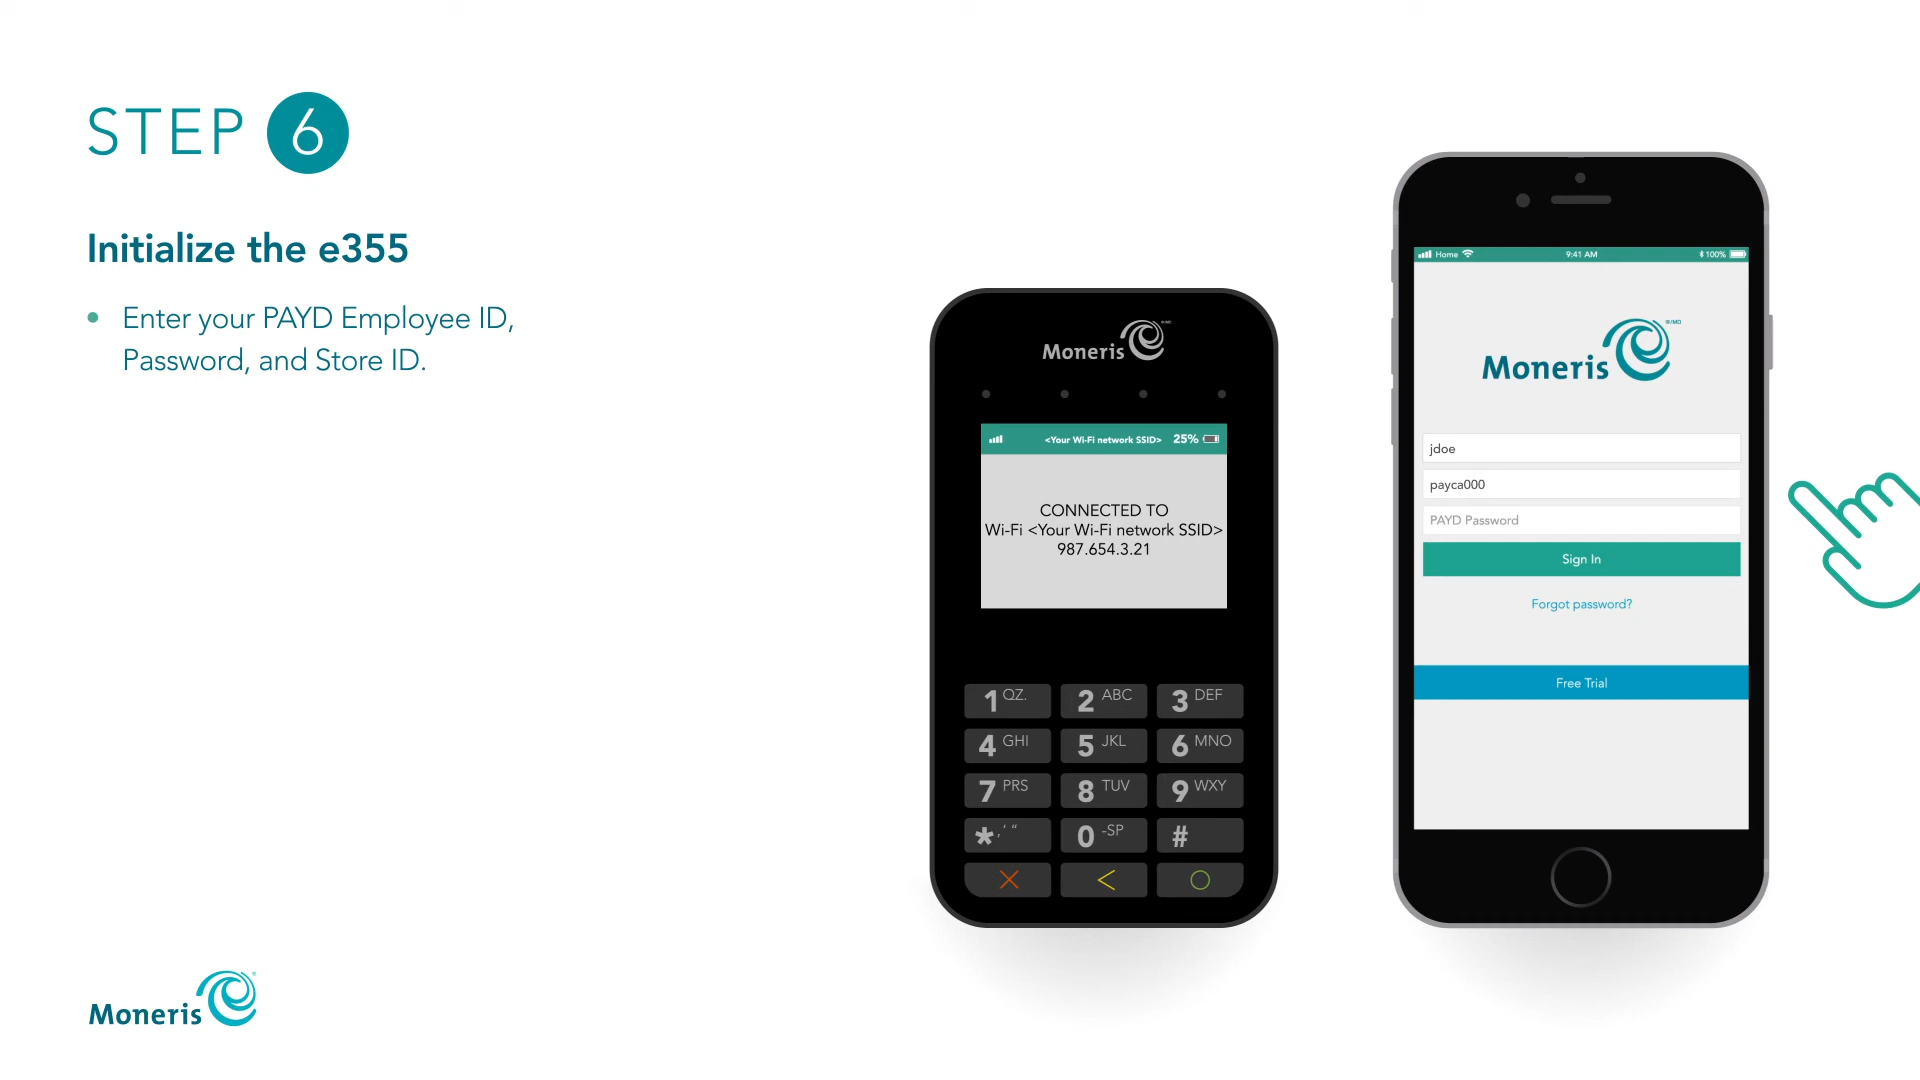 STEP 6
Initialize the e355
• Enter your PAYD Employee ID,
Password, and Store ID.
Moneris
Moneris ®/MD
<Your Wi-Fi network SSID> 25%
CONNECTED TO
Wi-Fi <Your Wi-Fi network SSID>
987.654.3.21
1 QZ. 2 ABC 3 DEF
4 GHI 5 JKL 6 MNO
7 PRS 8 TUV 9 WXY
* ,ʻ “ 0 -SP #
Home 9:41 AM 100%
Moneris ®/MD
jdoe
payca000
PAYD Password
Sign In
Forgot password?
Free Trial